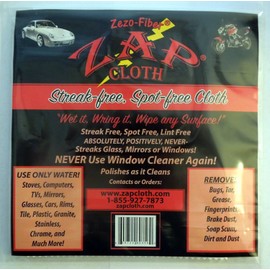 Zezo-Fiber®
ZAP
CLOTH
Streak-free, Spot-free Cloth
"Wet it, Wring it, Wipe any Surface!"
Streak Free, Spot Free, Lint Free
ABSOLUTELY, POSITIVELY, NEVER-
Streaks Glass, Mirrors or Windows!
NEVER Use Window Cleaner Again!
Polishes as it Cleans
Contacts or Orders:
www.zapcloth.com
1-855-927-7873
USE ONLY WATER!
Stoves, Computers,
TVs, Mirrors,
Glasses, Cars, Rims,
Tile, Plastic, Granite,
Stainless,
Chrome, and
Much More!
REMOVES:
Bugs, Tar,
Grease,
Fingerprints,
Brake Dust,
Soap Scuz,
Dirt and Dust
www.zapcloth.com